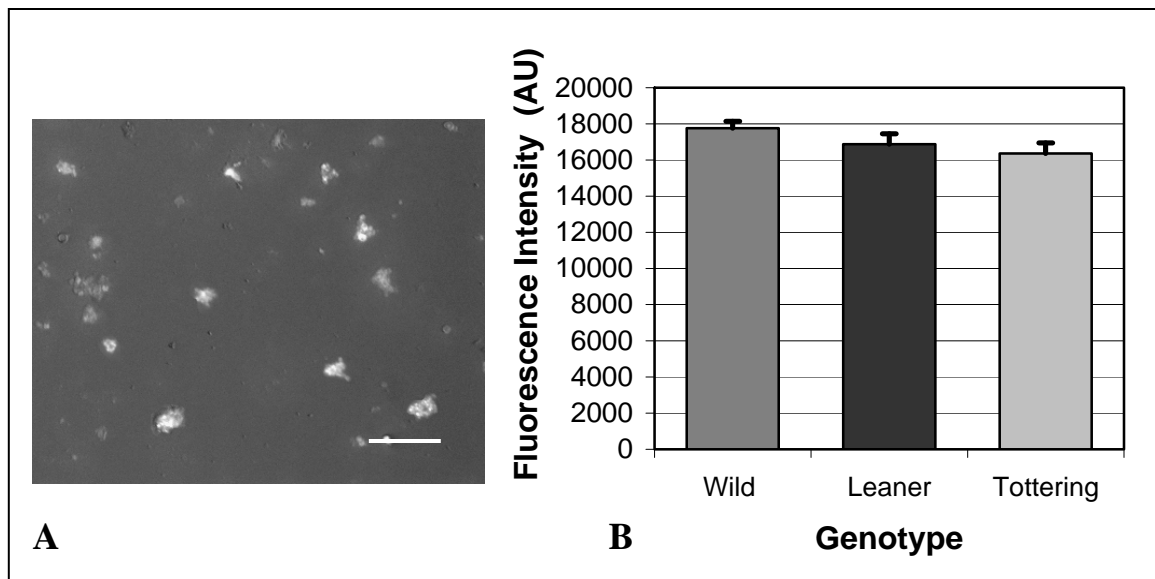 Fluorescence Intensity (AU)
20000
18000
16000
14000
12000
10000
8000
6000
4000
2000
0
Wild Leaner Tottering
A
B
Genotype